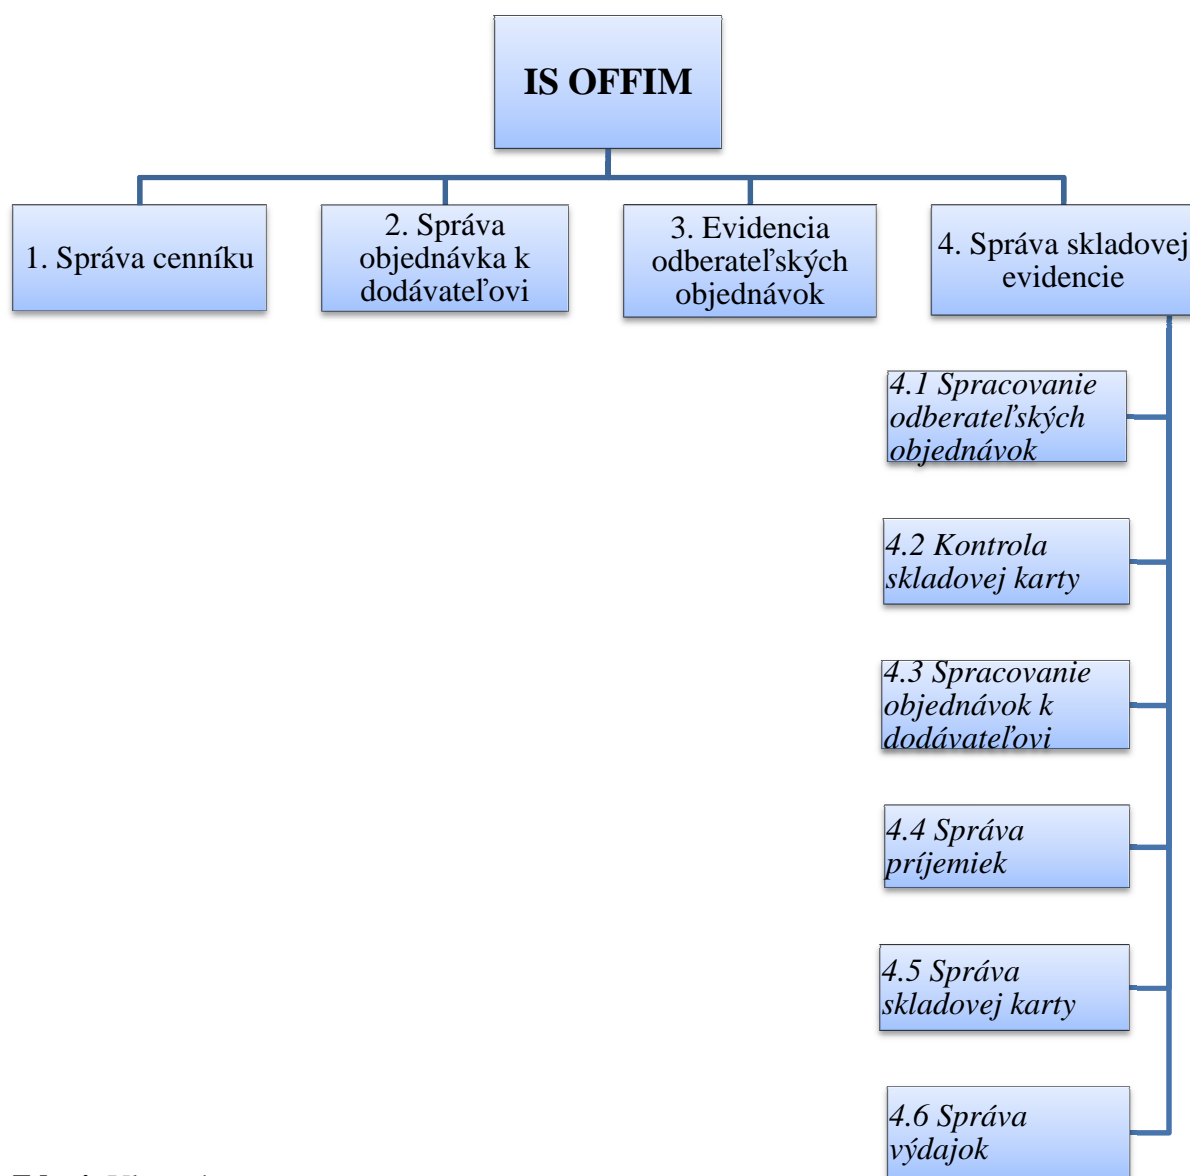 IS OFFIM
1. Správa cenníku
2. Správa
objednávka k
dodávateľovi
3. Evidencia
odberateľských
objednávok
4. Správa skladovej
evidencie
4.1 Spracovanie
odberateľských
objednávok
4.2 Kontrola
skladovej karty
4.3 Spracovanie
objednávok k
dodávateľovi
4.4 Správa
príjemiek
4.5 Správa
skladovej karty
4.6 Správa
výdajok